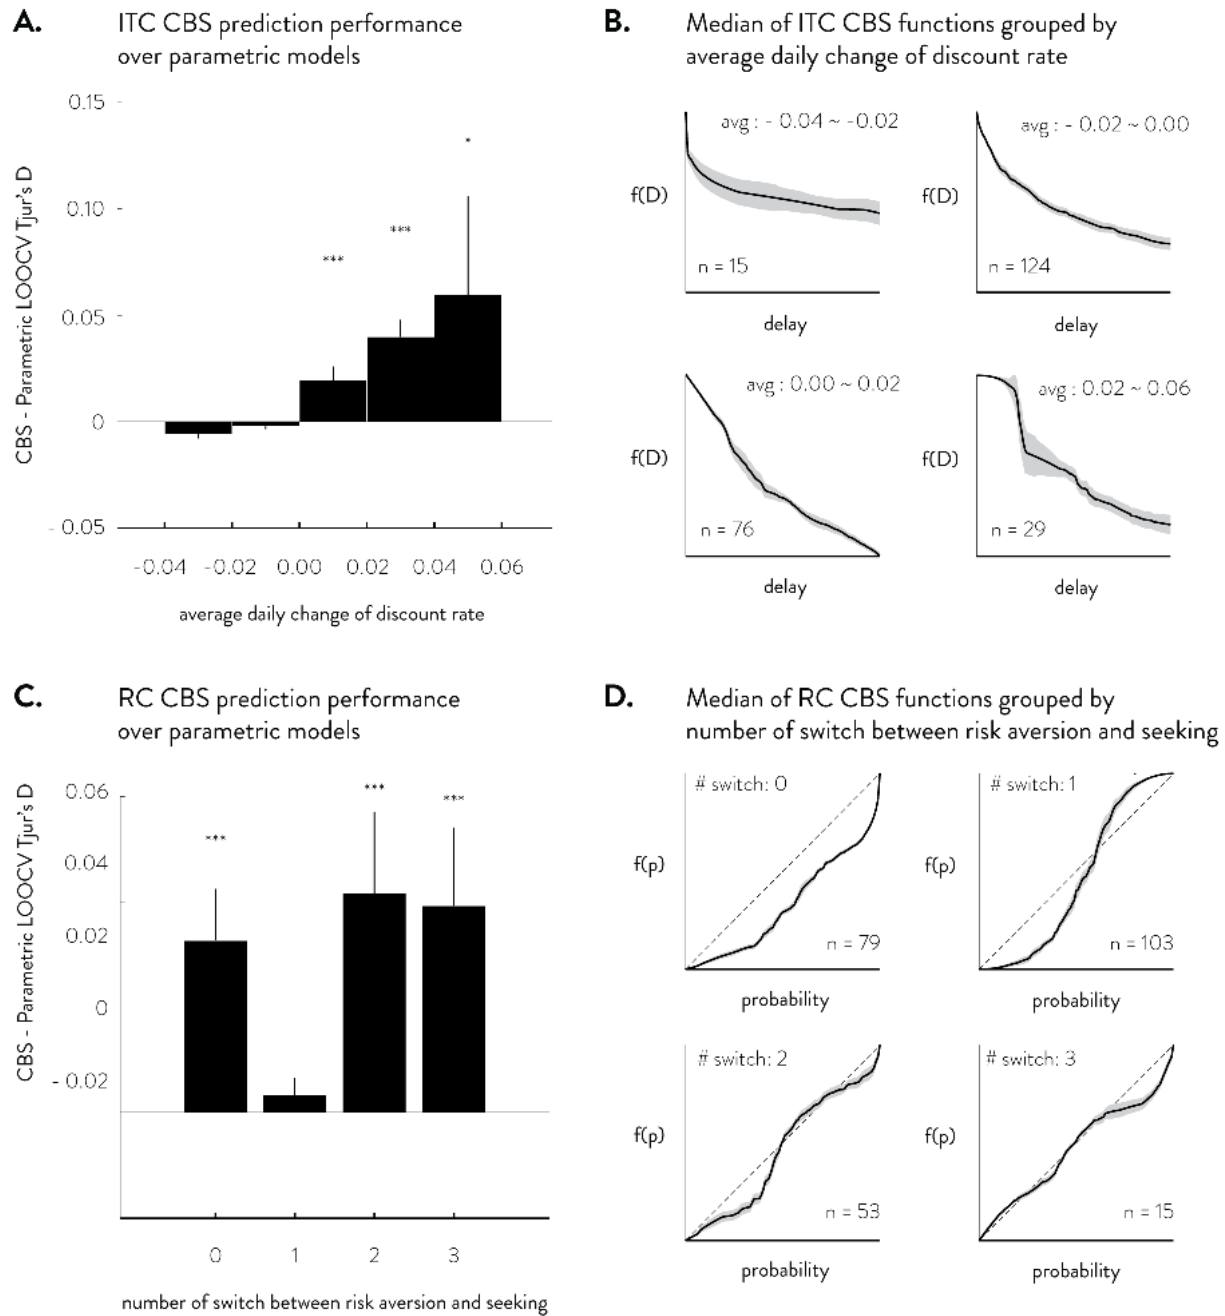 A. ITC CBS prediction performance
over parametric models
CBS - Parametric LOOCV Tjur's D
0.15
0.10
0.05
0
- 0.05
*
***
***
-0.04 -0.02 0.00 0.02 0.04 0.06
average daily change of discount rate
B. Median of ITC CBS functions grouped by
average daily change of discount rate
avg : - 0.04 ~ -0.02
f(D)
n = 15
delay
avg : - 0.02 ~ 0.00
f(D)
n = 124
delay
avg : 0.00 ~ 0.02
f(D)
n = 76
delay
avg : 0.02 ~ 0.06
f(D)
n = 29
delay
C. RC CBS prediction performance
over parametric models
CBS - Parametric LOOCV Tjur's D
0.06
0.04
0.02
0
- 0.02
***
***
***
0 1 2 3
number of switch between risk aversion and seeking
D. Median of RC CBS functions grouped by
number of switch between risk aversion and seeking
# switch: 0
f(p)
n = 79
probability
# switch: 1
f(p)
n = 103
probability
# switch: 2
f(p)
n = 53
probability
# switch: 3
f(p)
n = 15
probability